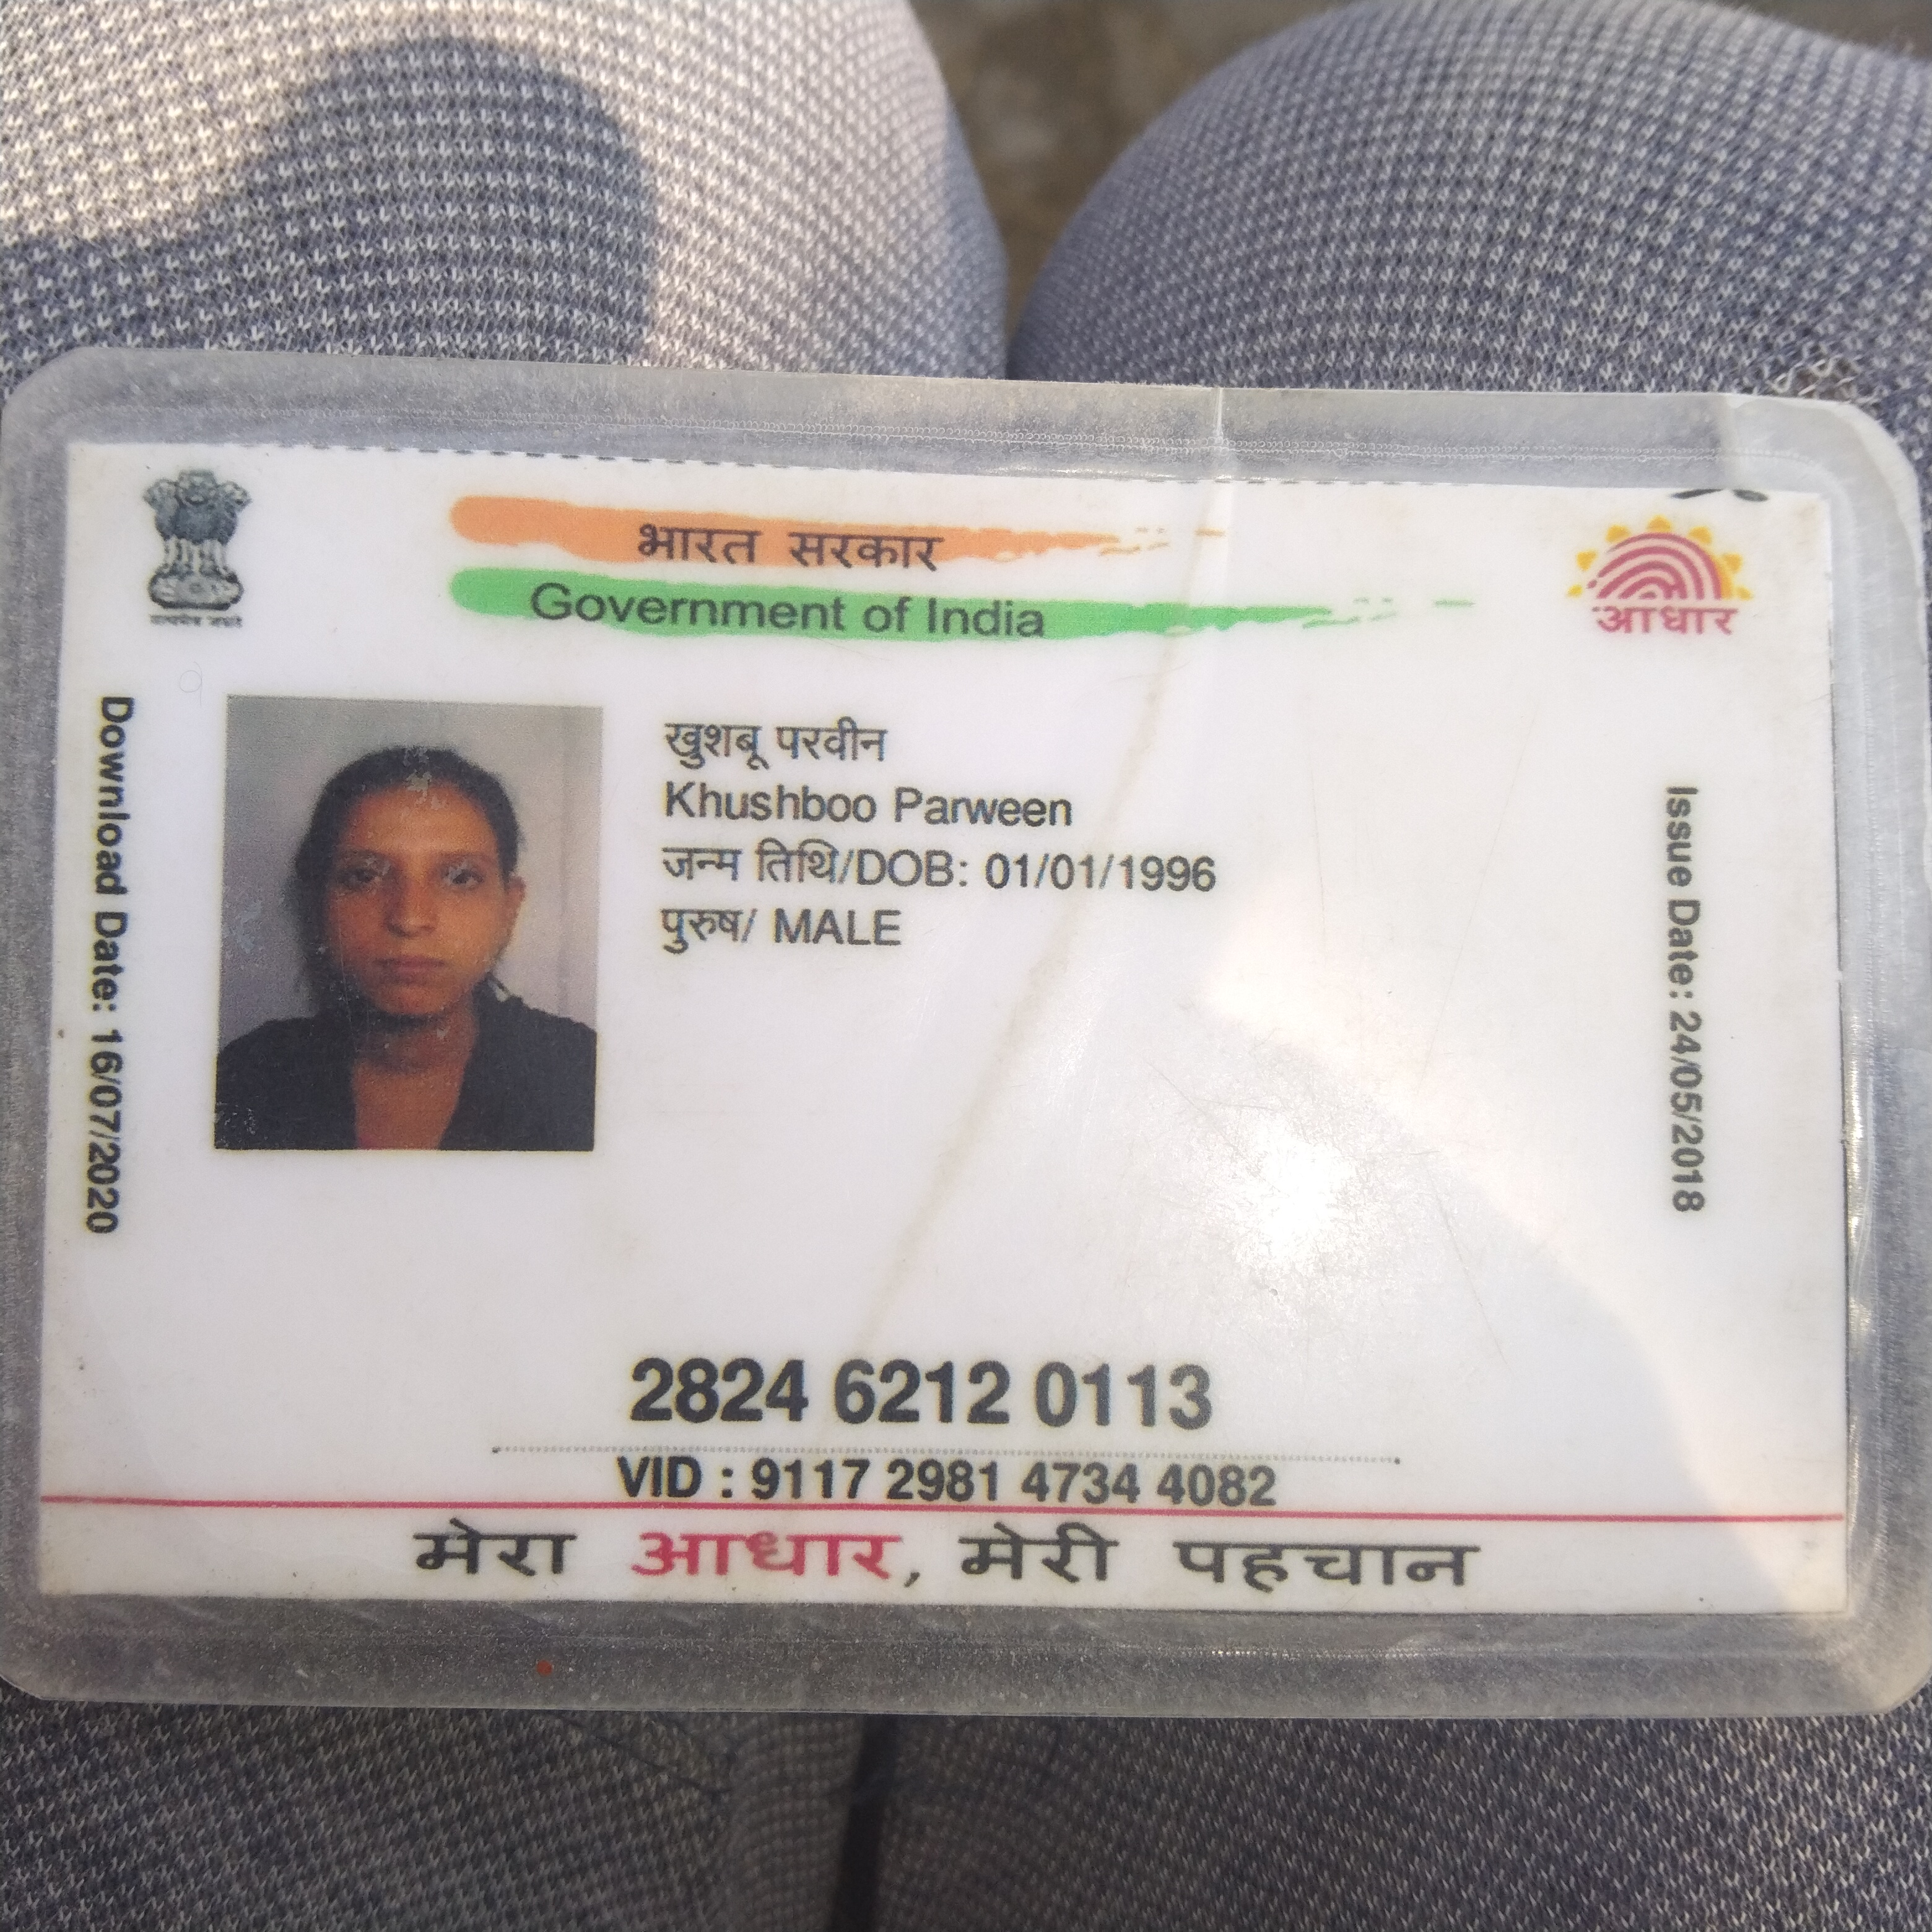 भारत सरकार
Government of India
आधार
Download Date: 16/07/2020
खुशबू परवीन
Khushboo Parween
जन्म तिथि/DOB: 01/01/1996
पुरुष/ MALE
Issue Date: 24/05/2018
2824 6212 0113
VID : 9117 2981 4734 4082
मेरा आधार, मेरी पहचान